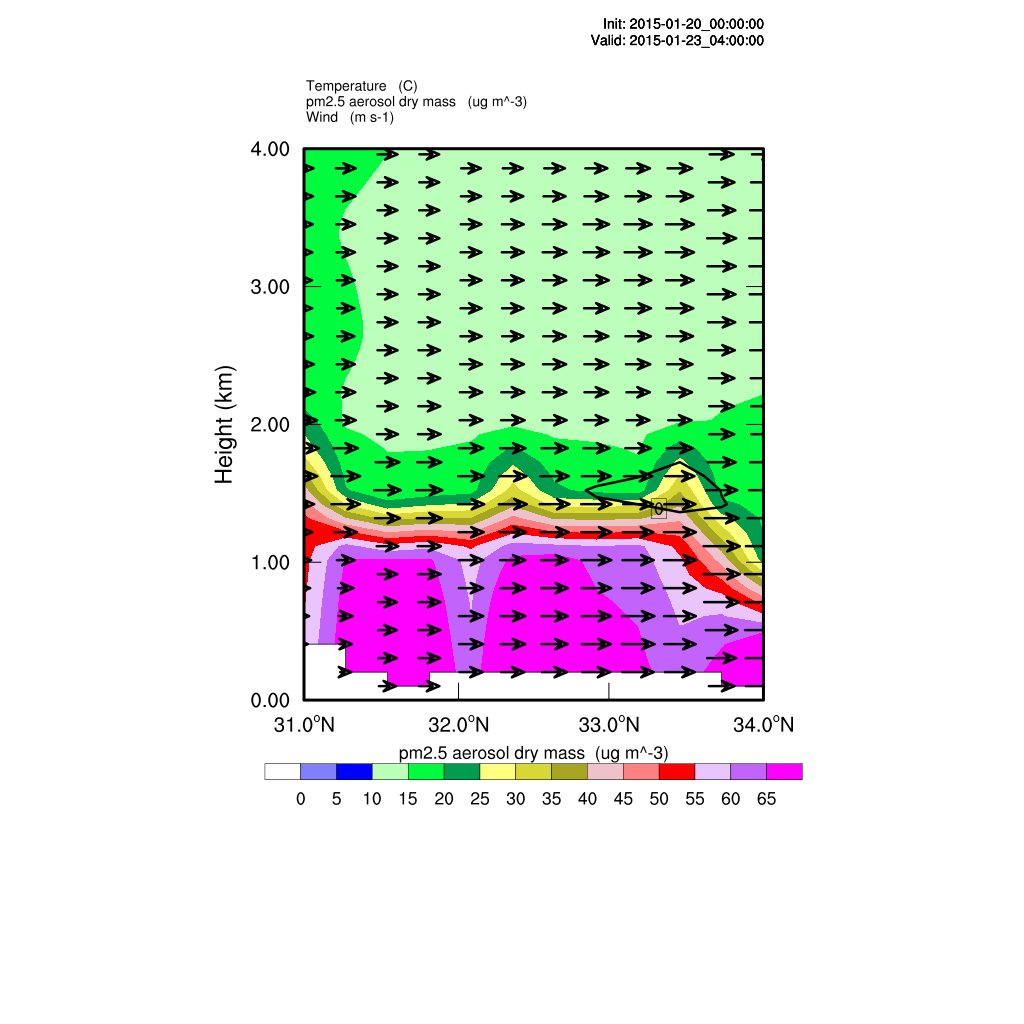 Init: 2015-01-20_00:00:00
Valid: 2015-01-23_04:00:00
Temperature (C)
pm2.5 aerosol dry mass (ug m^-3)
Wind (m s-1)
4.00
3.00
2.00
1.00
0.00
Height (km)
0
31.0°N 32.0°N 33.0°N 34.0°N
pm2.5 aerosol dry mass (ug m^-3)
0 5 10 15 20 25 30 35 40 45 50 55 60 65